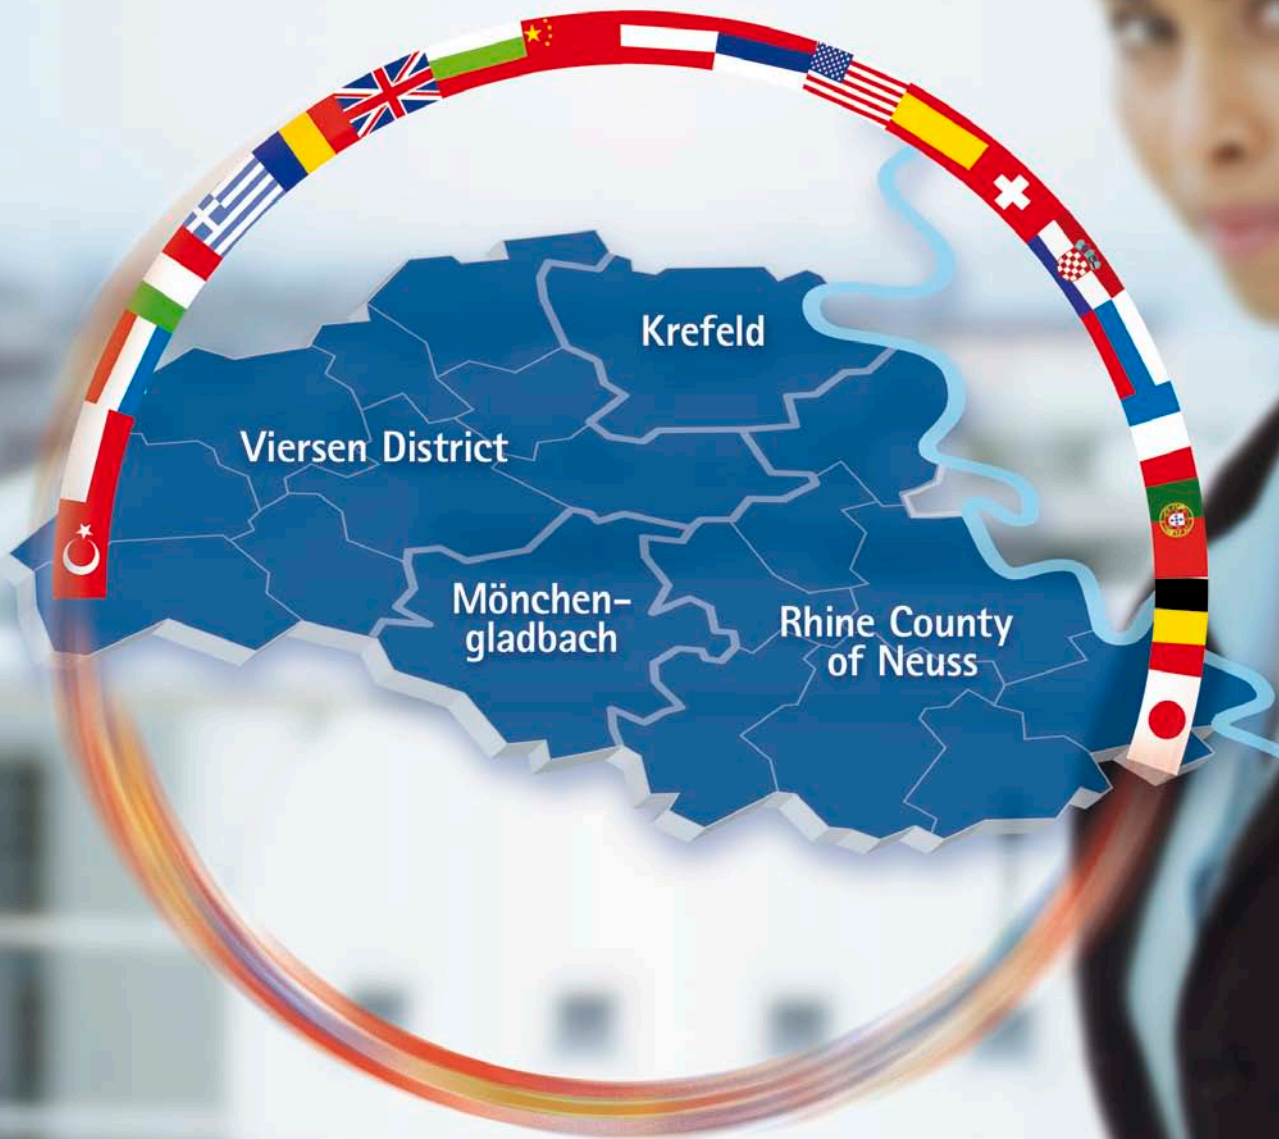 Krefeld
Viersen District
Mönchen-
gladbach
Rhine County
of Neuss